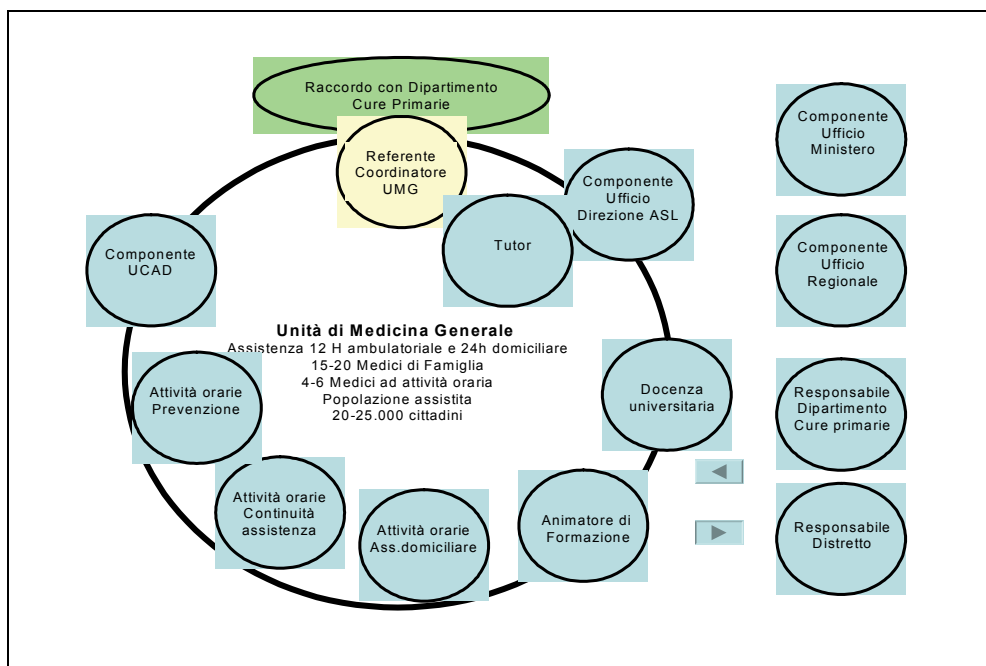 Raccordo con Dipartimento
Cure Primarie
Referente
Coordinatore
UMG
Componente
Ufficio
Direzione ASL
Tutor
Componente
UCAD
Unità di Medicina Generale
Assistenza 12 H ambulatoriale e 24h domiciliare
15-20 Medici di Famiglia
4-6 Medici ad attività oraria
Popolazione assistita
20-25.000 cittadini
Attività orarie
Prevenzione
Docenza
universitaria
Attività orarie
Continuità
assistenza
Attività orarie
Ass.domiciliare
Animatore di
Formazione
Componente
Ufficio
Ministero
Componente
Ufficio
Regionale
Responsabile
Dipartimento
Cure primarie
Responsabile
Distretto